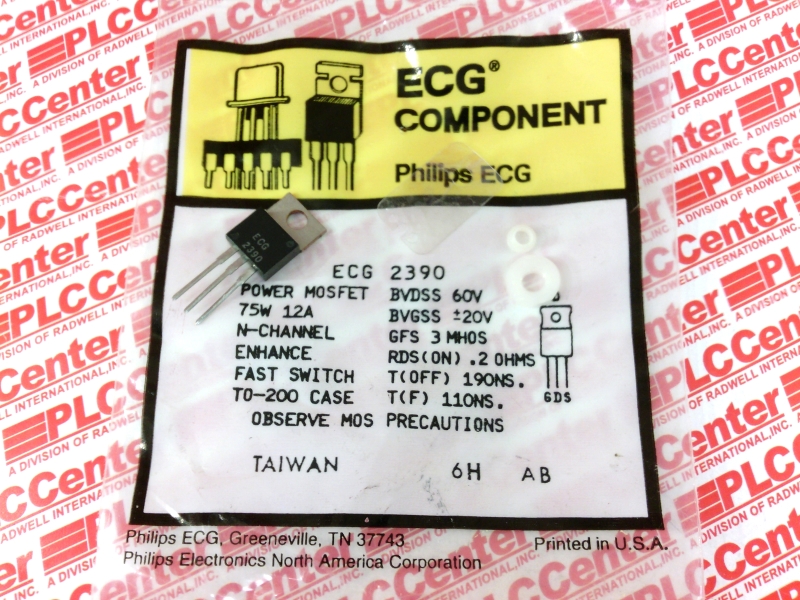 ECG®
COMPONENT
Philips ECG
ECG
2390
ECG 2390
POWER MOSFET BVDSS 60V
75W 12A BVGSS ±20V
N-CHANNEL GFS 3 MHOS
ENHANCE RDS(ON) .2 OHMS
FAST SWITCH T(OFF) 190NS.
TO-200 CASE T(F) 110NS.
GDS
OBSERVE MOS PRECAUTIONS
TAIWAN 6H AB
Philips ECG, Greeneville, TN 37743
Philips Electronics North America Corporation
Printed in U.S.A.
PLCCenter
A DIVISION OF RADWELL INTERNATIONAL, INC.